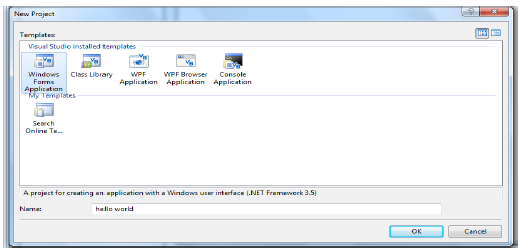 New Project
Templates:
Visual Studio installed templates
Windows Forms Application
Class Library
WPF Application
WPF Browser Application
Console Application
My Templates
Search Online Te...
A project for creating an application with a Windows user interface (.NET Framework 3.5)
Name: hello world
OK Cancel